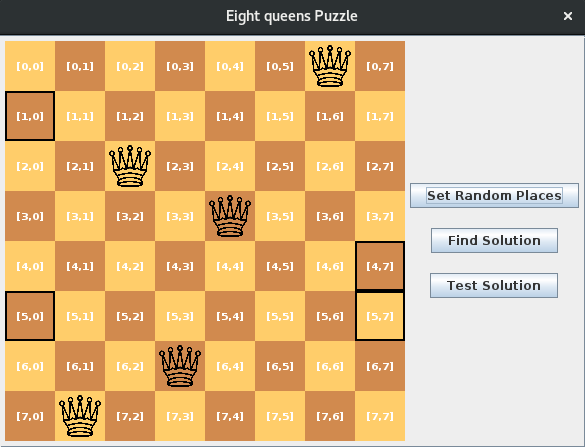 Eight queens Puzzle ×
[0,0] [0,1] [0,2] [0,3] [0,4] [0,5] [0,7]
[1,0] [1,1] [1,2] [1,3] [1,4] [1,5] [1,6] [1,7]
[2,0] [2,1] [2,3] [2,4] [2,5] [2,6] [2,7]
Set Random Places
[3,0] [3,1] [3,2] [3,3] [3,5] [3,6] [3,7]
Find Solution
[4,0] [4,1] [4,2] [4,3] [4,4] [4,5] [4,6] [4,7]
Test Solution
[5,0] [5,1] [5,2] [5,3] [5,4] [5,5] [5,6] [5,7]
[6,0] [6,1] [6,2] [6,4] [6,5] [6,6] [6,7]
[7,0] [7,2] [7,3] [7,4] [7,5] [7,6] [7,7]